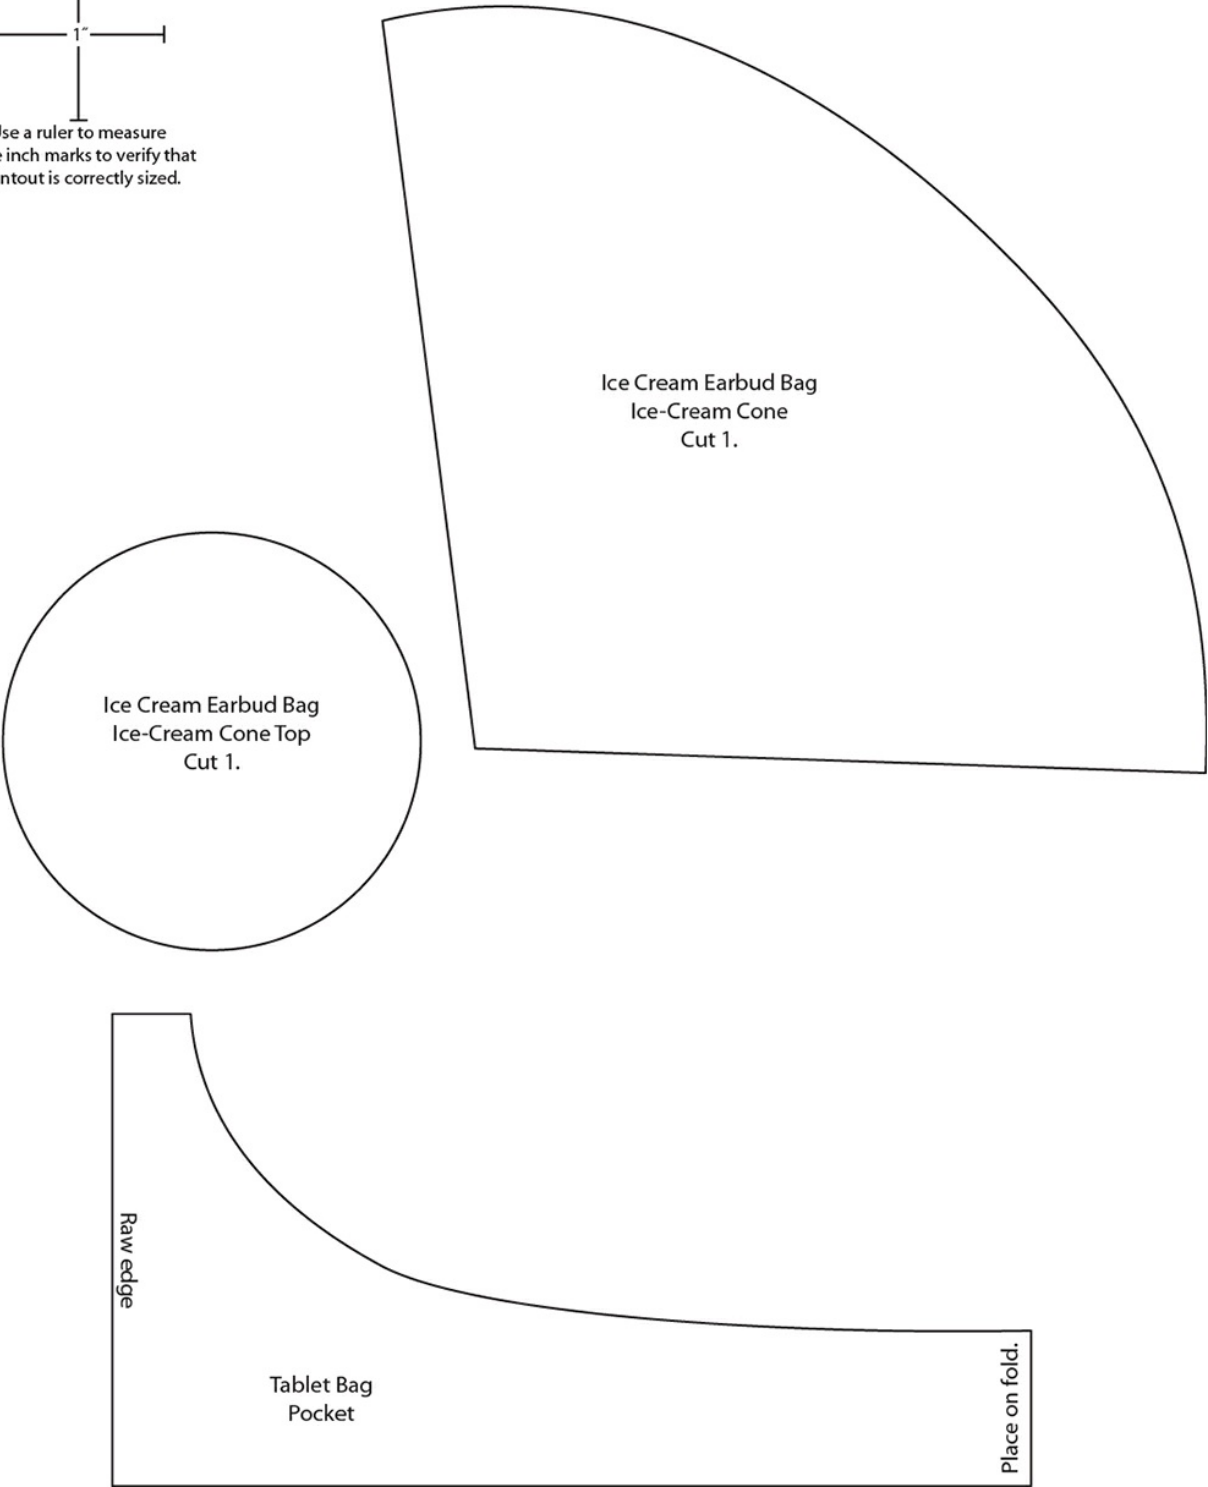 1″
se a ruler to measure
inch marks to verify that
ntout is correctly sized.
Ice Cream Earbud Bag
Ice-Cream Cone
Cut 1.
Ice Cream Earbud Bag
Ice-Cream Cone Top
Cut 1.
Raw edge
Tablet Bag
Pocket
Place on fold.